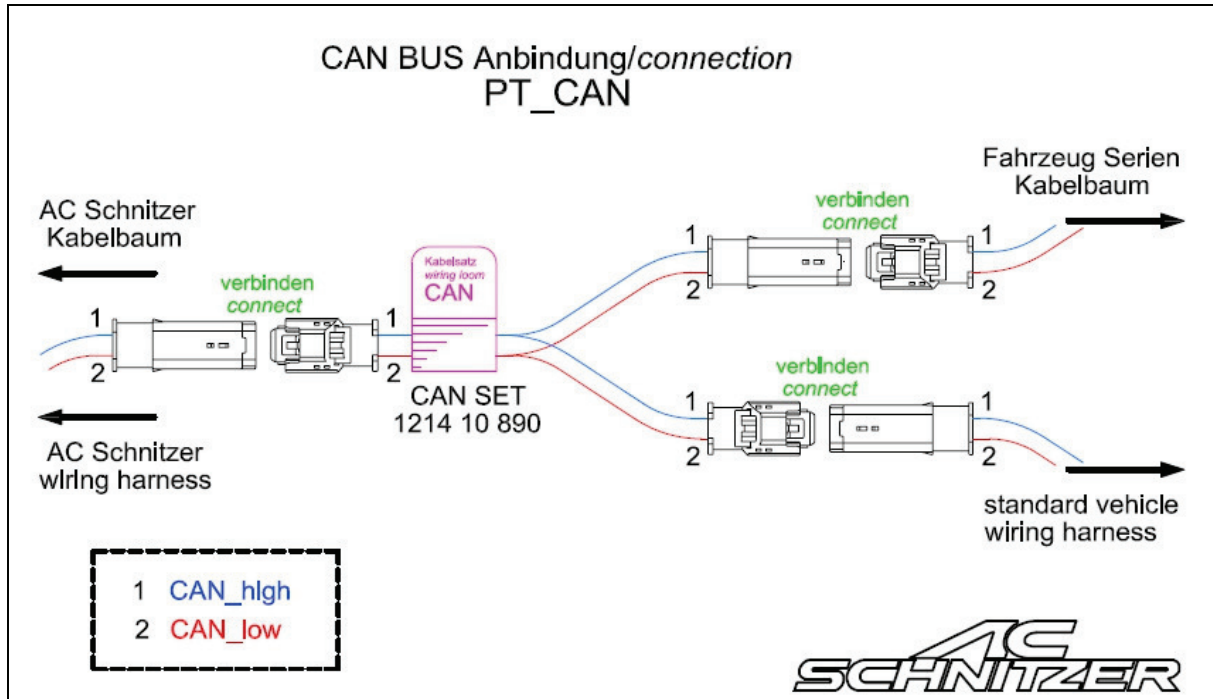 CAN BUS Anbindung/connection
PT_CAN
AC Schnitzer
Kabelbaum
verbinden
connect
1
2
1
2
AC Schnitzer
wiring harness
Kabelsatz
wiring loom
CAN
CAN SET
1214 10 890
verbinden
connect
1
2
1
2
Fahrzeug Serien
Kabelbaum
verbinden
connect
1
2
1
2
standard vehicle
wiring harness
1 CAN_high
2 CAN_low
AC
SCHNITZER